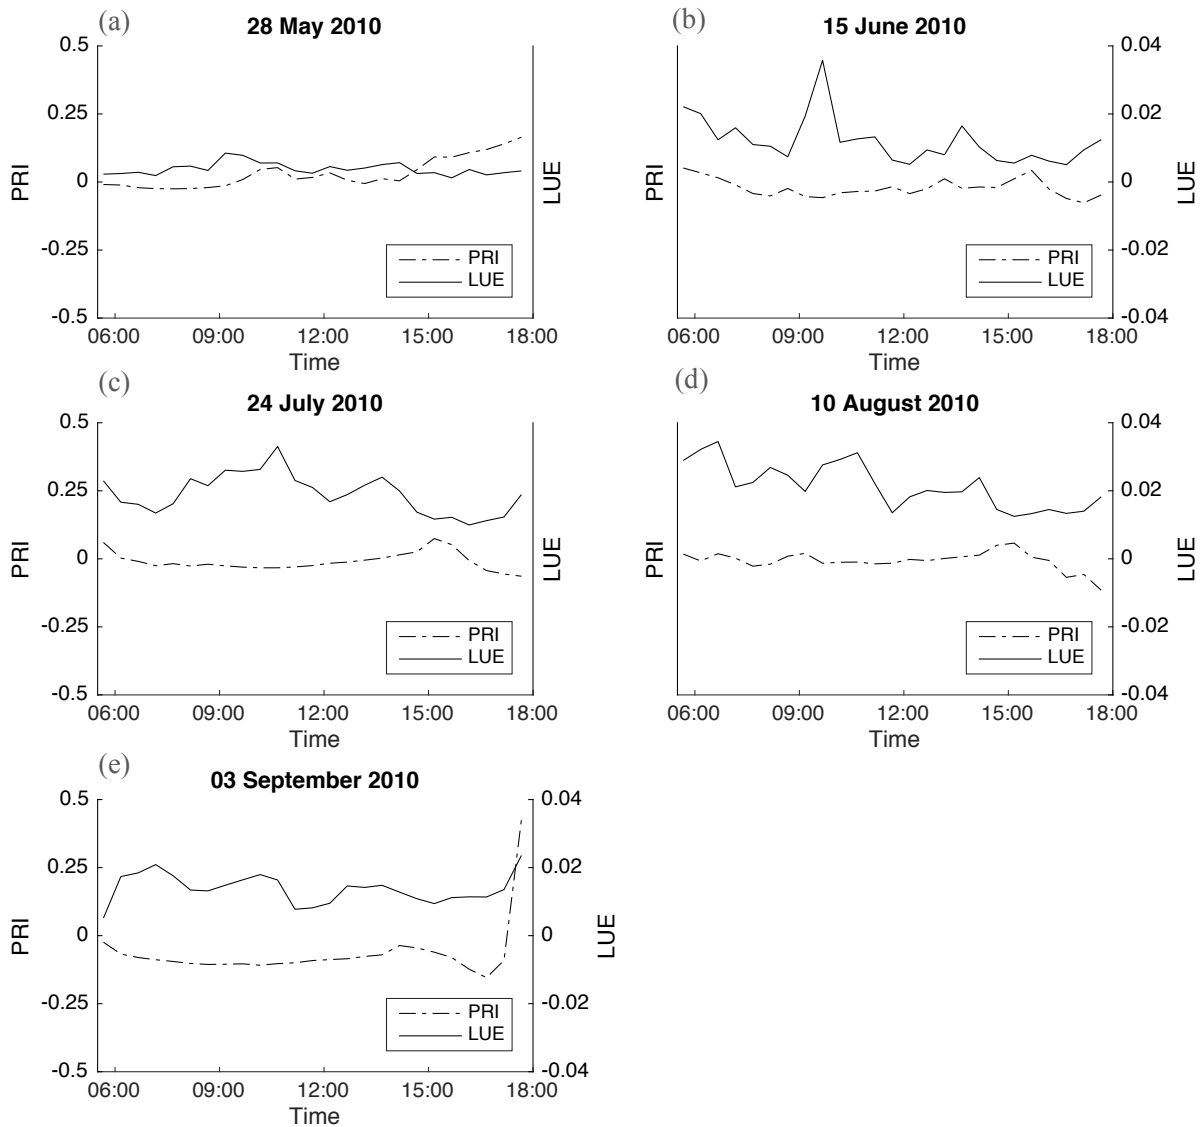 (a)
28 May 2010
0.5
0.25
0
-0.25
-0.5
PRI
LUE
06:00 09:00 12:00 15:00 18:00
Time
PRI
LUE
(b)
15 June 2010
PRI
0.04
0.02
0
-0.02
-0.04
LUE
06:00 09:00 12:00 15:00 18:00
Time
PRI
LUE
(c)
24 July 2010
0.5
0.25
0
-0.25
-0.5
PRI
LUE
06:00 09:00 12:00 15:00 18:00
Time
PRI
LUE
(d)
10 August 2010
PRI
0.04
0.02
0
-0.02
-0.04
LUE
06:00 09:00 12:00 15:00 18:00
Time
PRI
LUE
(e)
03 September 2010
0.5
0.25
0
-0.25
-0.5
PRI
0.04
0.02
0
-0.02
-0.04
LUE
06:00 09:00 12:00 15:00 18:00
Time
PRI
LUE